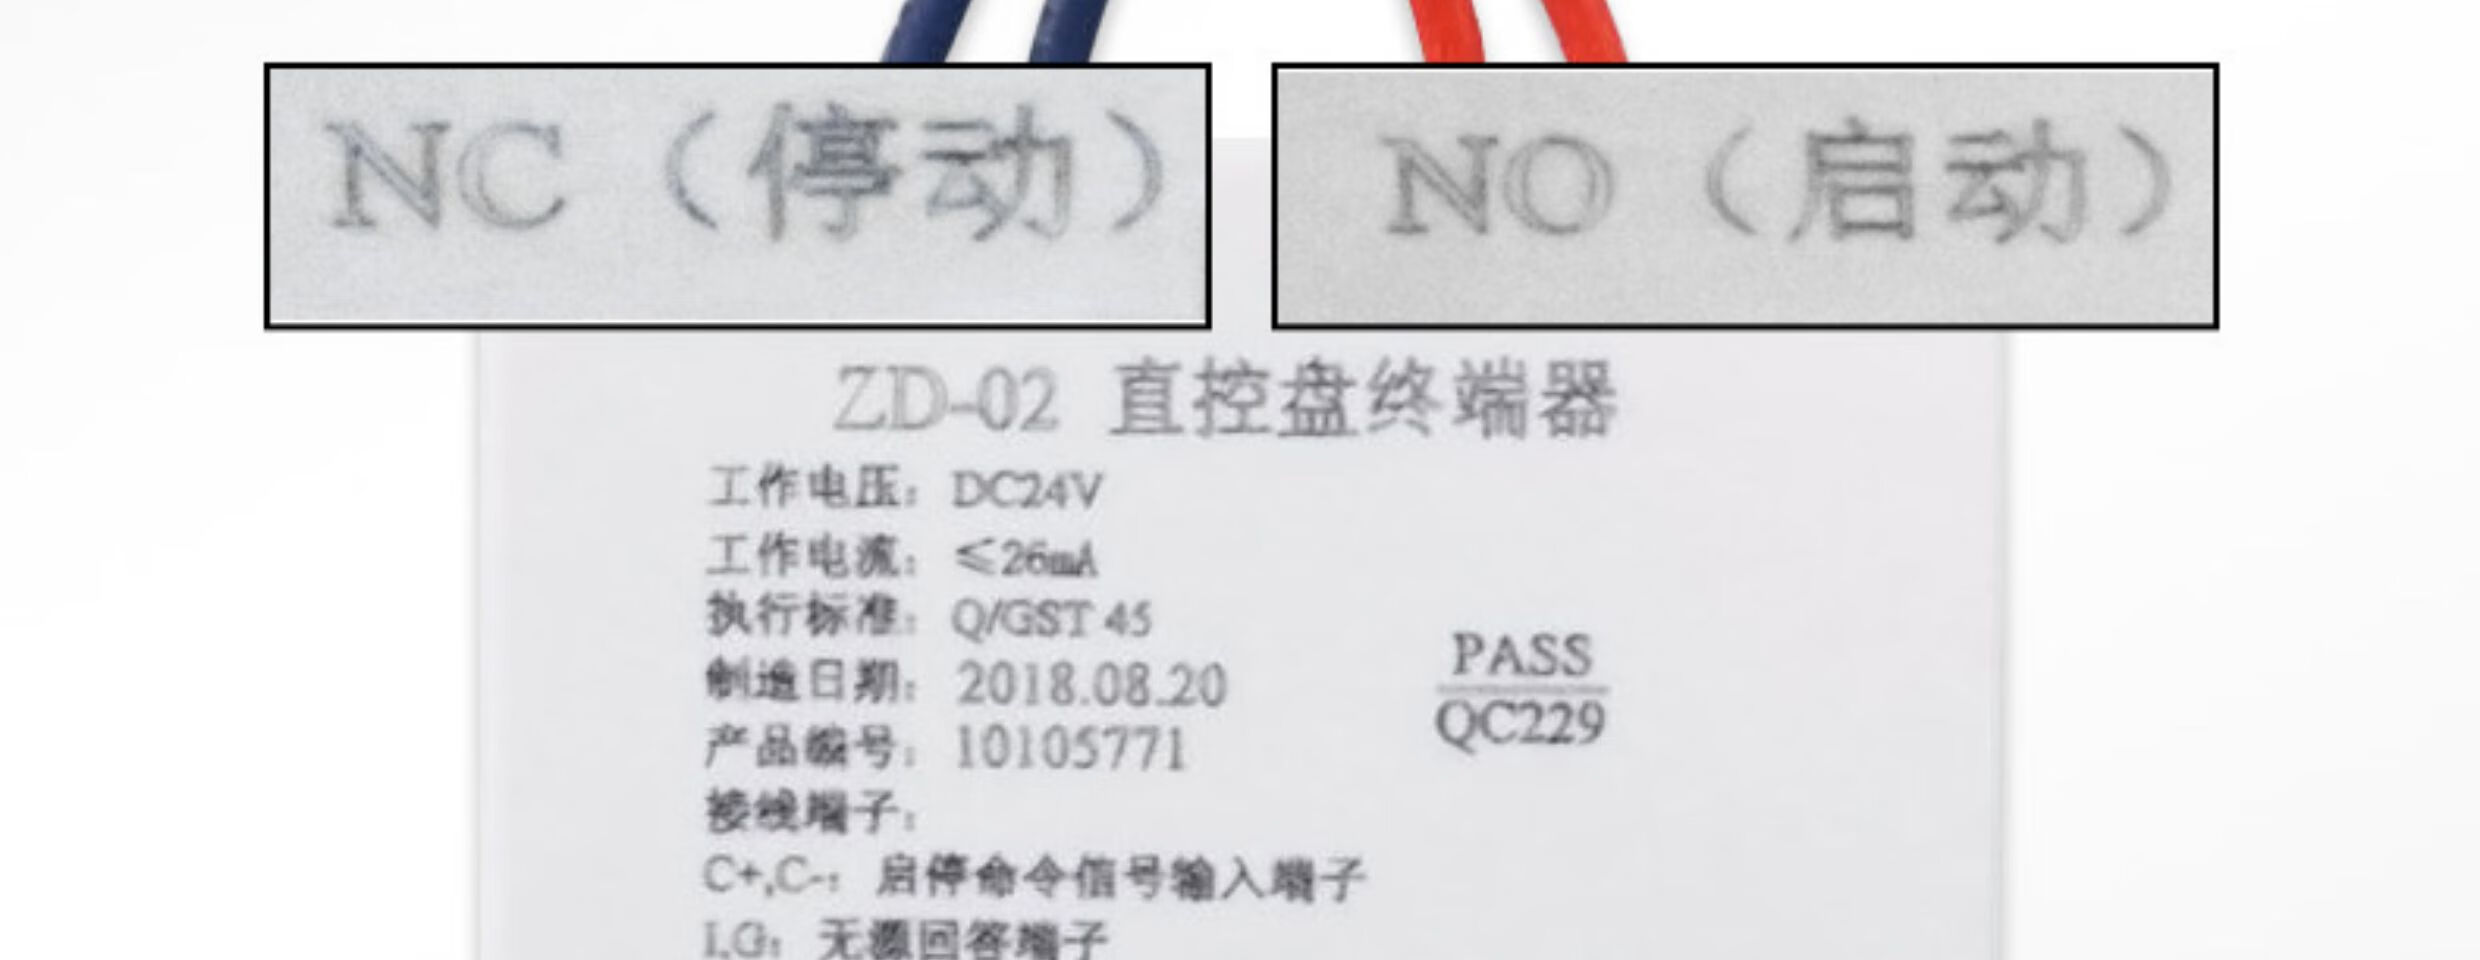 NC（停动）
NO（启动）
ZD-02 直控盘终端器
工作电压：DC24V
工作电流：≤26mA
执行标准：Q/GST 45
制造日期：2018.08.20
产品编号：10105771
PASS
QC229
接线端子：
C+,C-：启停命令信号输入端子
I,G：无源回答端子